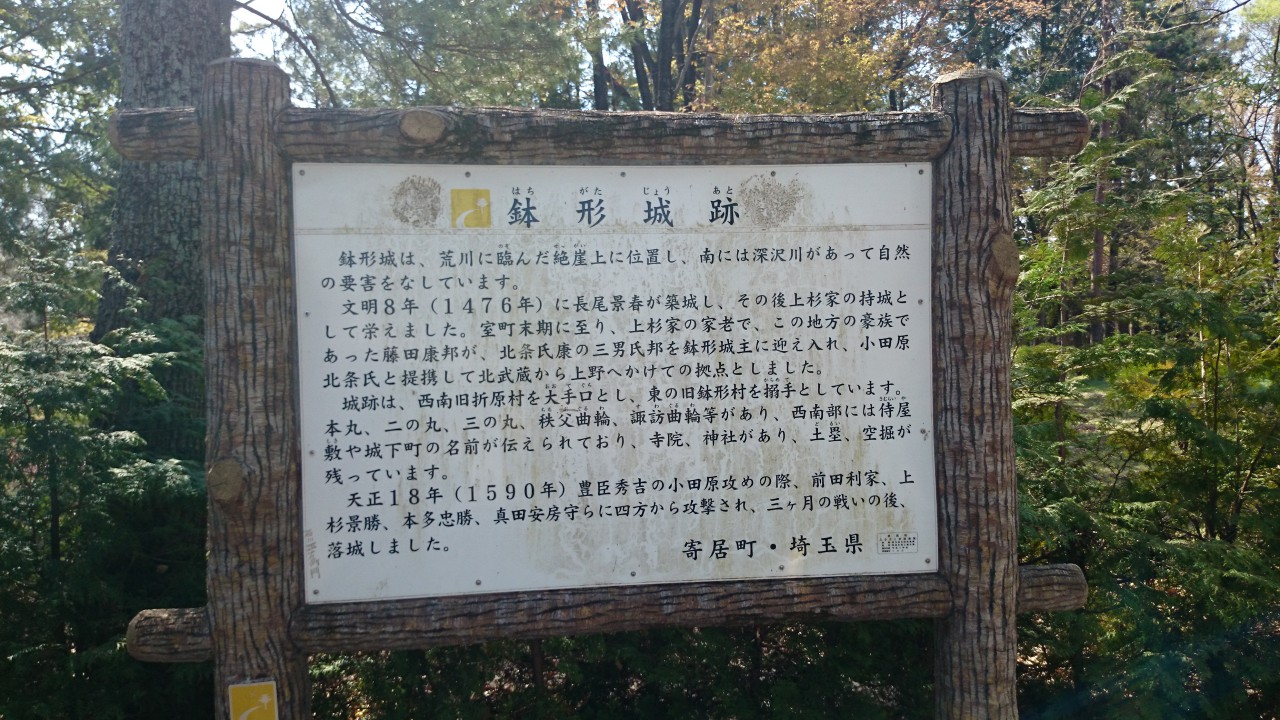 鉢形城跡
鉢形城は、荒川に臨んだ絶崖上に位置し、南には深沢川があって自然
の要害をなしています。
文明8年(1476年)に長尾景春が築城し、その後上杉家の持城と
して栄えました。室町末期に至り、上杉家の家老で、この地方の豪族で
あった藤田康邦が、北条氏康の三男氏邦を鉢形城主に迎え入れ、小田原
北条氏と提携して北武蔵から上野へかけての拠点としました。
城跡は、西南旧折原村を大手口とし、東の旧鉢形村を搦手としています。
本丸、二の丸、三の丸、秩父曲輪、諏訪曲輪等があり、西南部には侍屋
敷や城下町の名前が伝えられており、寺院、神社があり、土塁、空掘が
残っています。
天正18年(1590年)豊臣秀吉の小田原攻めの際、前田利家、上
杉景勝、本多忠勝、真田安房守らに四方から攻撃され、三ヶ月の戦いの後、
落城しました。
寄居町・埼玉県